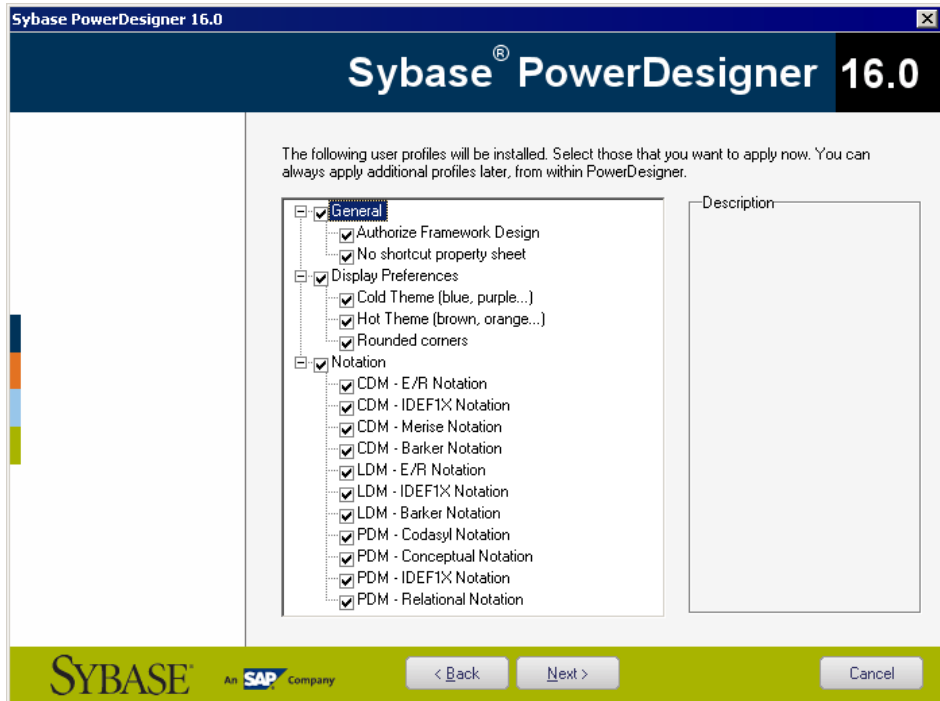 Sybase PowerDesigner 16.0
Sybase® PowerDesigner 16.0
The following user profiles will be installed. Select those that you want to apply now. You can
always apply additional profiles later, from within PowerDesigner.
General
Authorize Framework Design
No shortcut property sheet
Display Preferences
Cold Theme (blue, purple...)
Hot Theme (brown, orange...)
Rounded corners
Notation
CDM - E/R Notation
CDM - IDEF1X Notation
CDM - Merise Notation
CDM - Barker Notation
LDM - E/R Notation
LDM - IDEF1X Notation
LDM - Barker Notation
PDM - Codasyl Notation
PDM - Conceptual Notation
PDM - IDEF1X Notation
PDM - Relational Notation
Description
SYBASE An SAP Company
< Back
Next >
Cancel